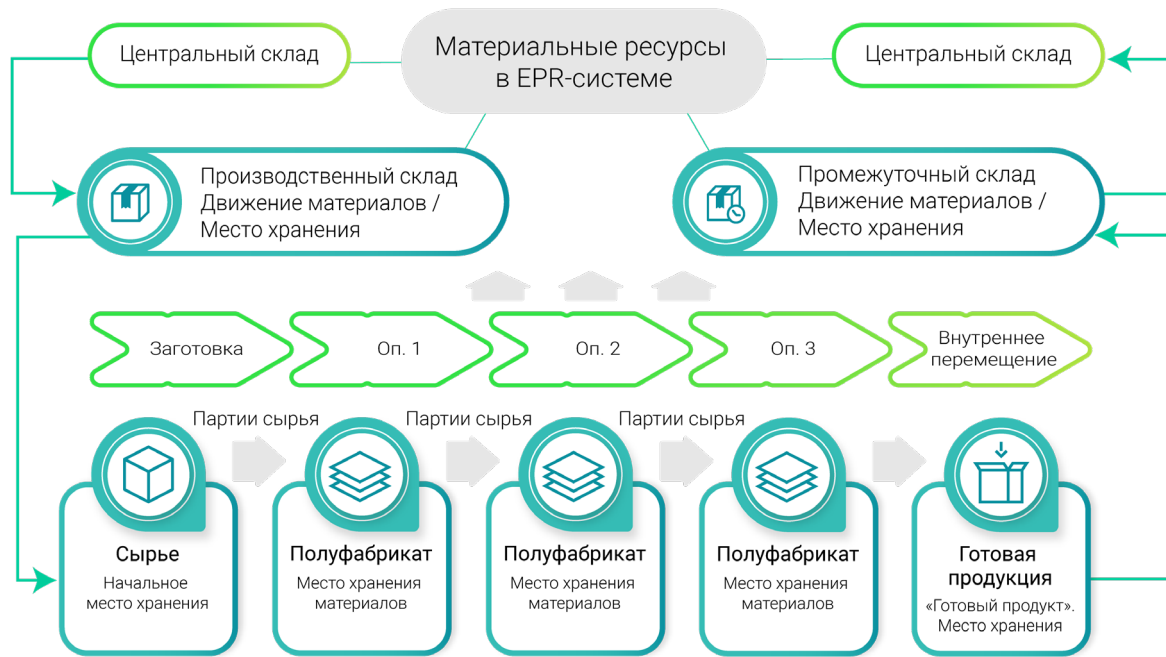 Центральный склад
Материальные ресурсы
в EPR-системе
Центральный склад
Производственный склад
Движение материалов /
Место хранения
Промежуточный склад
Движение материалов /
Место хранения
Заготовка
Оп. 1
Оп. 2
Оп. 3
Внутреннее
перемещение
Партии сырья
Партии сырья
Партии сырья
Сырье
Начальное
место хранения
Полуфабрикат
Место хранения
материалов
Полуфабрикат
Место хранения
материалов
Полуфабрикат
Место хранения
материалов
Готовая
продукция
«Готовый продукт».
Место хранения